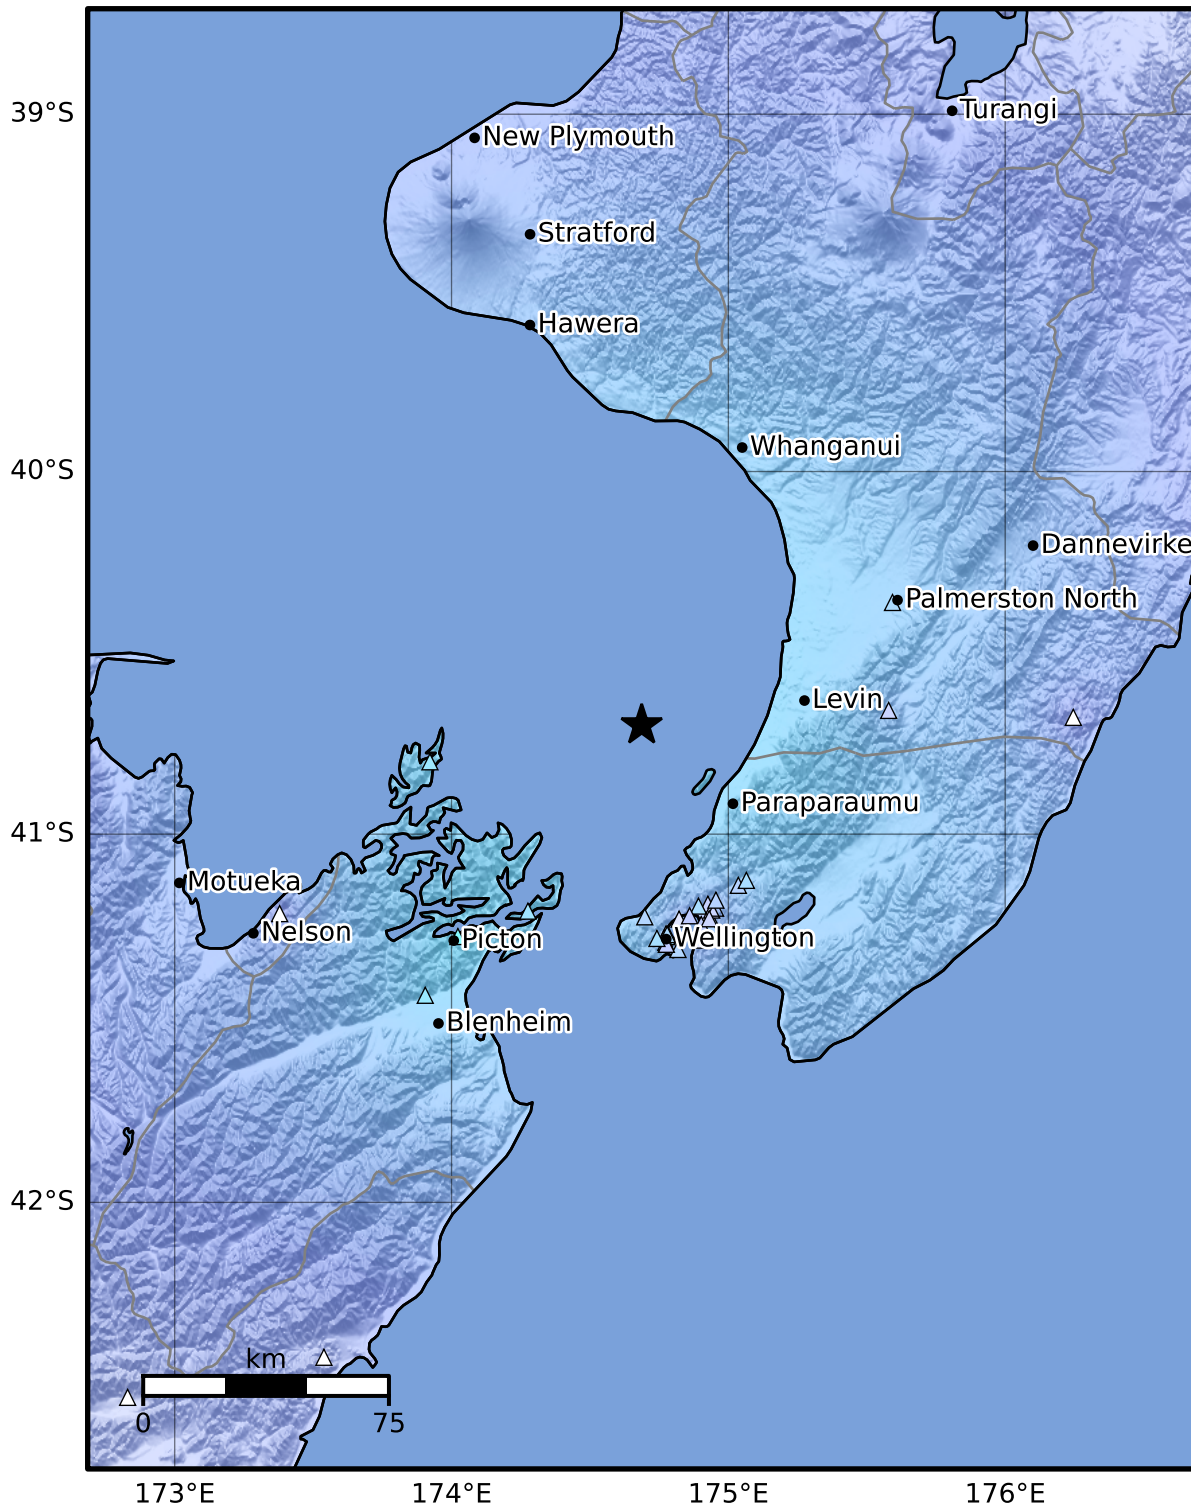 39°S
Turangi
New Plymouth
Stratford
Hawera
Whanganui
40°S
Dannevirke
Palmerston North
Levin
Paraparaumu
41°S
Motueka
Nelson
Picton
Wellington
Blenheim
42°S
km
0
75
173°E
174°E
175°E
176°E